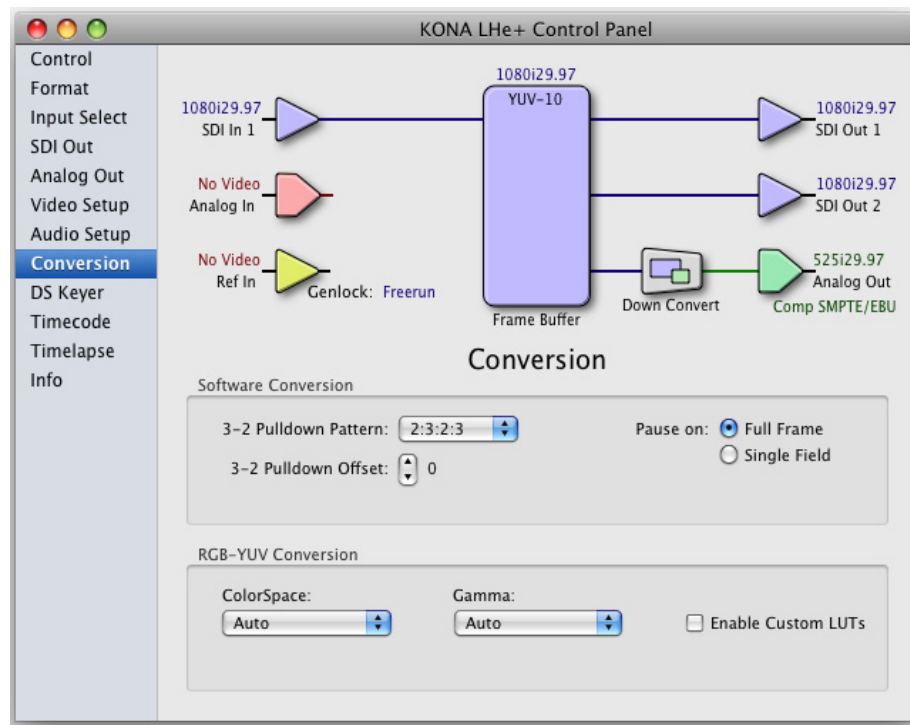 KONA LHe+ Control Panel
Control
Format
Input Select
SDI Out
Analog Out
Video Setup
Audio Setup
Conversion
DS Keyer
Timecode
Timelapse
Info
1080i29.97
YUV-10
1080i29.97
SDI In 1
1080i29.97
SDI Out 1
No Video
Analog In
1080i29.97
SDI Out 2
No Video
Ref In
Genlock: Freerun
Frame Buffer
Down Convert
525i29.97
Analog Out
Comp SMPTE/EBU
Conversion
Software Conversion
3-2 Pulldown Pattern: 2:3:2:3
Pause on: Full Frame
3-2 Pulldown Offset: 0
Single Field
RGB-YUV Conversion
ColorSpace:
Gamma:
Auto
Auto
Enable Custom LUTs